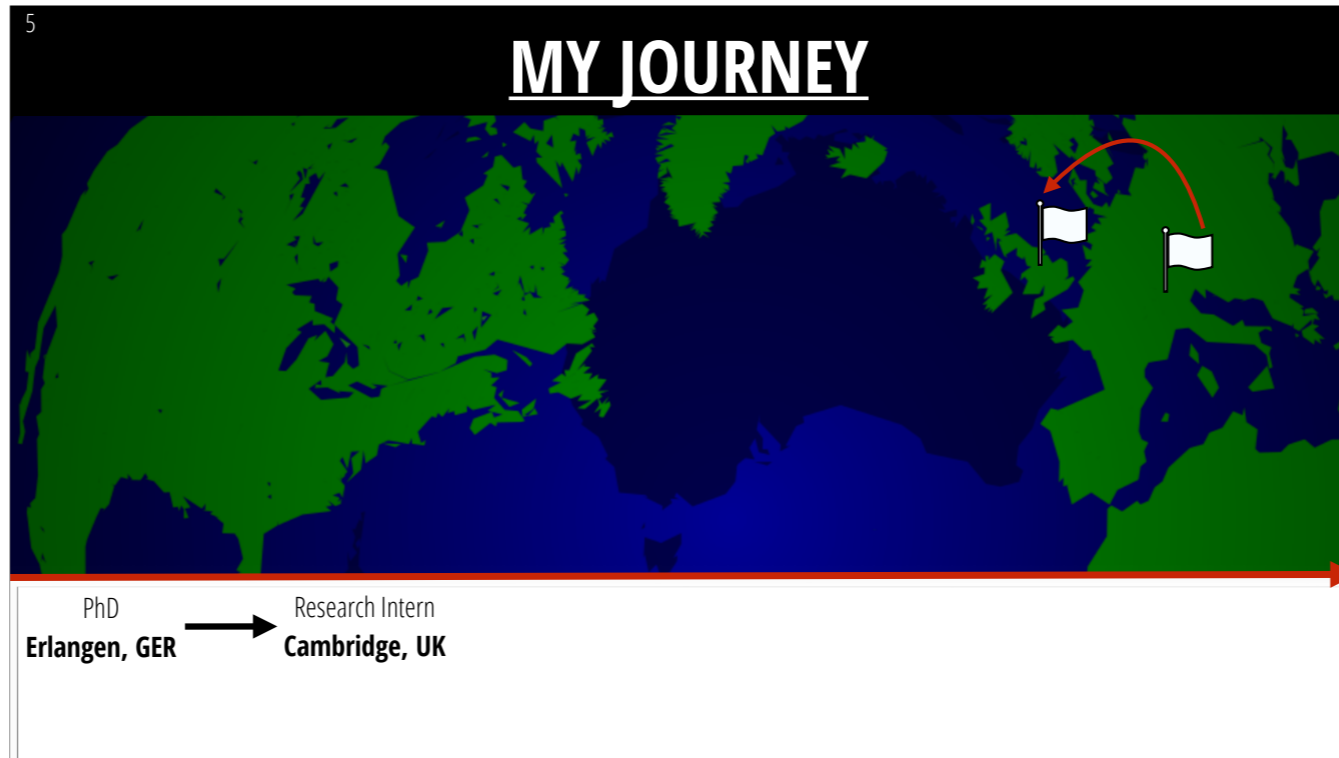 5
MY JOURNEY
PhD
Erlangen, GER
Research Intern
Cambridge, UK